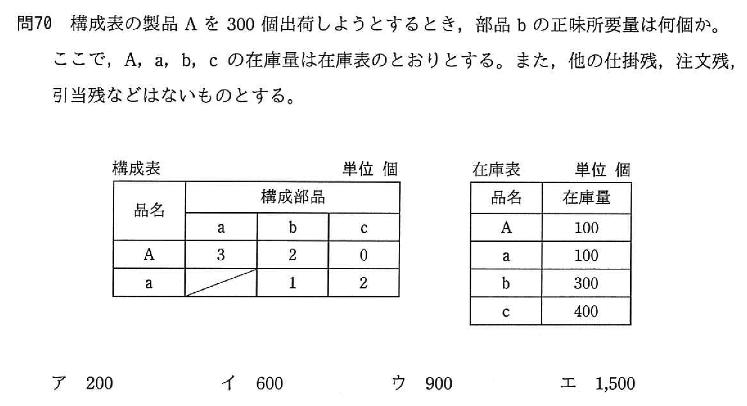 問70 構成表の製品 A を 300 個出荷しようとするとき，部品 b の正味所要量は何個か。
ここで，A，a，b，c の在庫量は在庫表のとおりとする。また，他の仕掛残，注文残，
引当残などはないものとする。
構成表 単位 個
品名 構成部品
a b c
A 3 2 0
a 1 2
在庫表 単位 個
品名 在庫量
A 100
a 100
b 300
c 400
ア 200 イ 600 ウ 900 エ 1,500